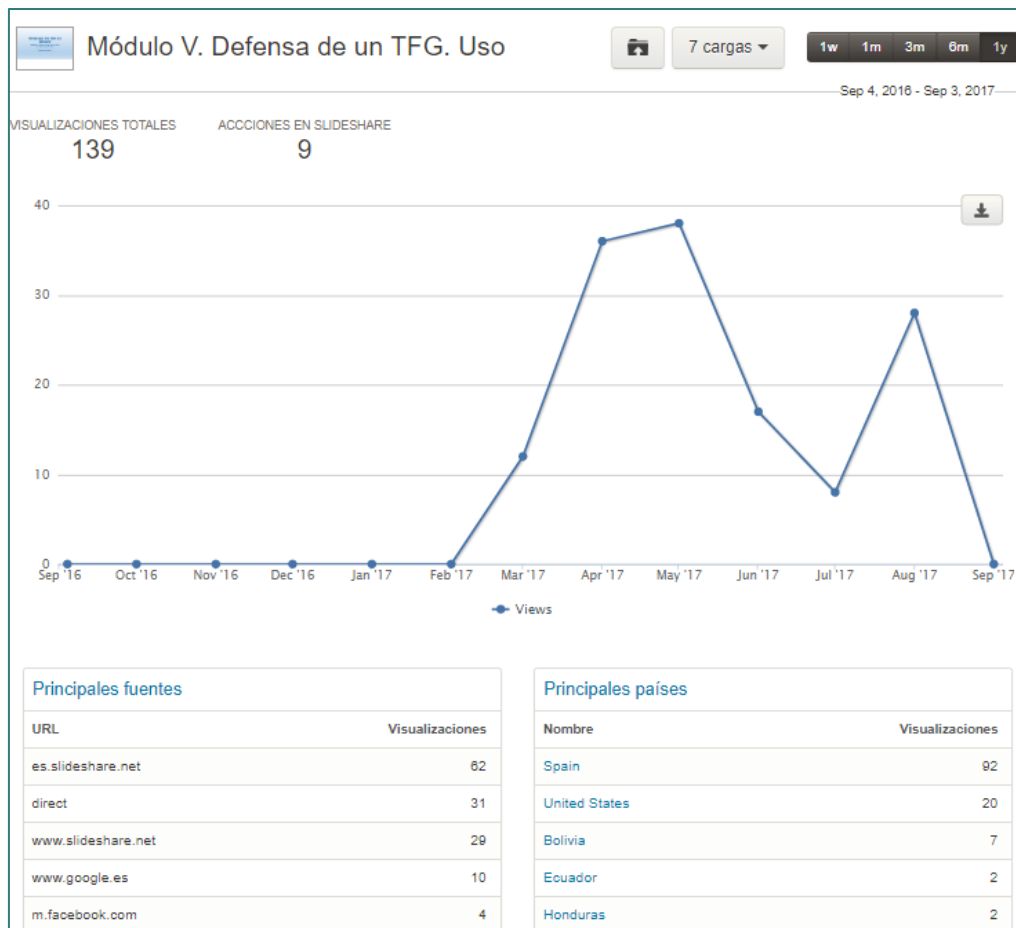 Módulo V. Defensa de un TFG. Uso
7 cargas
1w 1m 3m 6m 1y
Sep 4, 2016 - Sep 3, 2017
VISUALIZACIONES TOTALES
139
ACCCIONES EN SLIDESHARE
9
40
30
20
10
0
Sep '16 Oct '16 Nov '16 Dec '16 Jan '17 Feb '17 Mar '17 Apr '17 May '17 Jun '17 Jul '17 Aug '17 Sep '17
Views
Principales fuentes
URL Visualizaciones
es.slideshare.net 62
direct 31
www.slideshare.net 29
www.google.es 10
m.facebook.com 4
Principales países
Nombre Visualizaciones
Spain 92
United States 20
Bolivia 7
Ecuador 2
Honduras 2